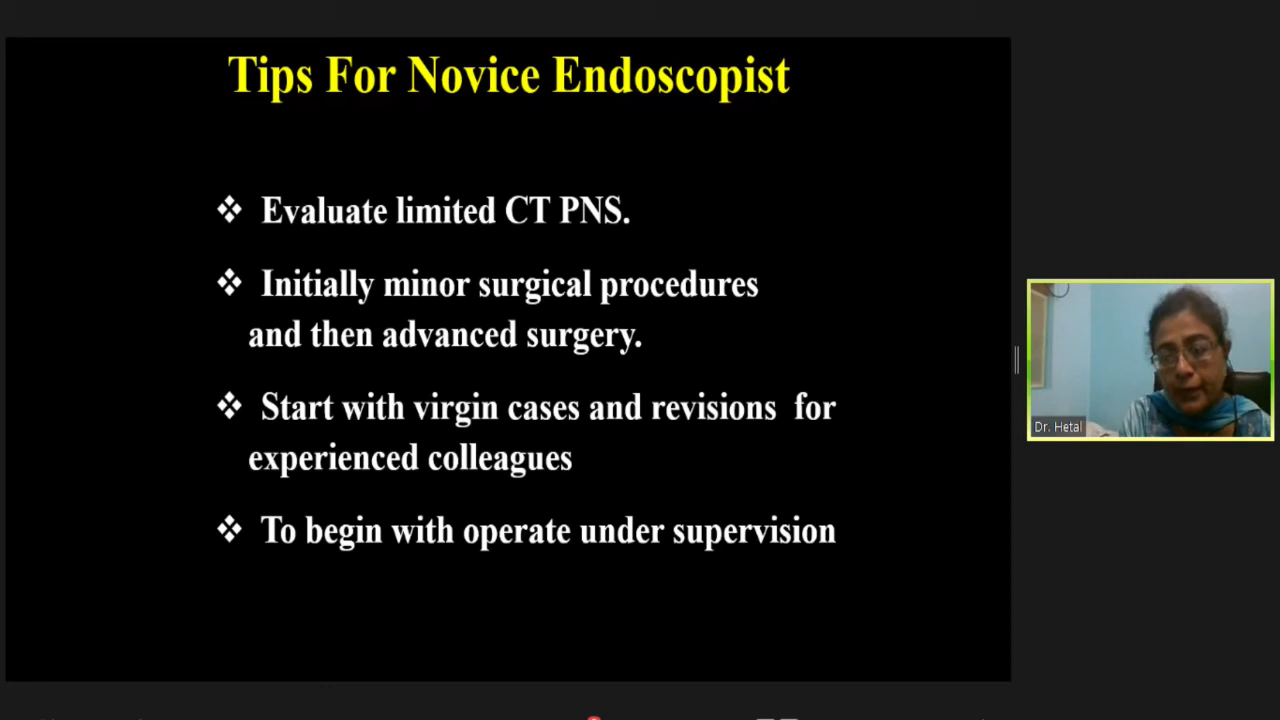 Tips For Novice Endoscopist
❖ Evaluate limited CT PNS.
❖ Initially minor surgical procedures
and then advanced surgery.
❖ Start with virgin cases and revisions for
experienced colleagues
❖ To begin with operate under supervision
Dr. Hetal